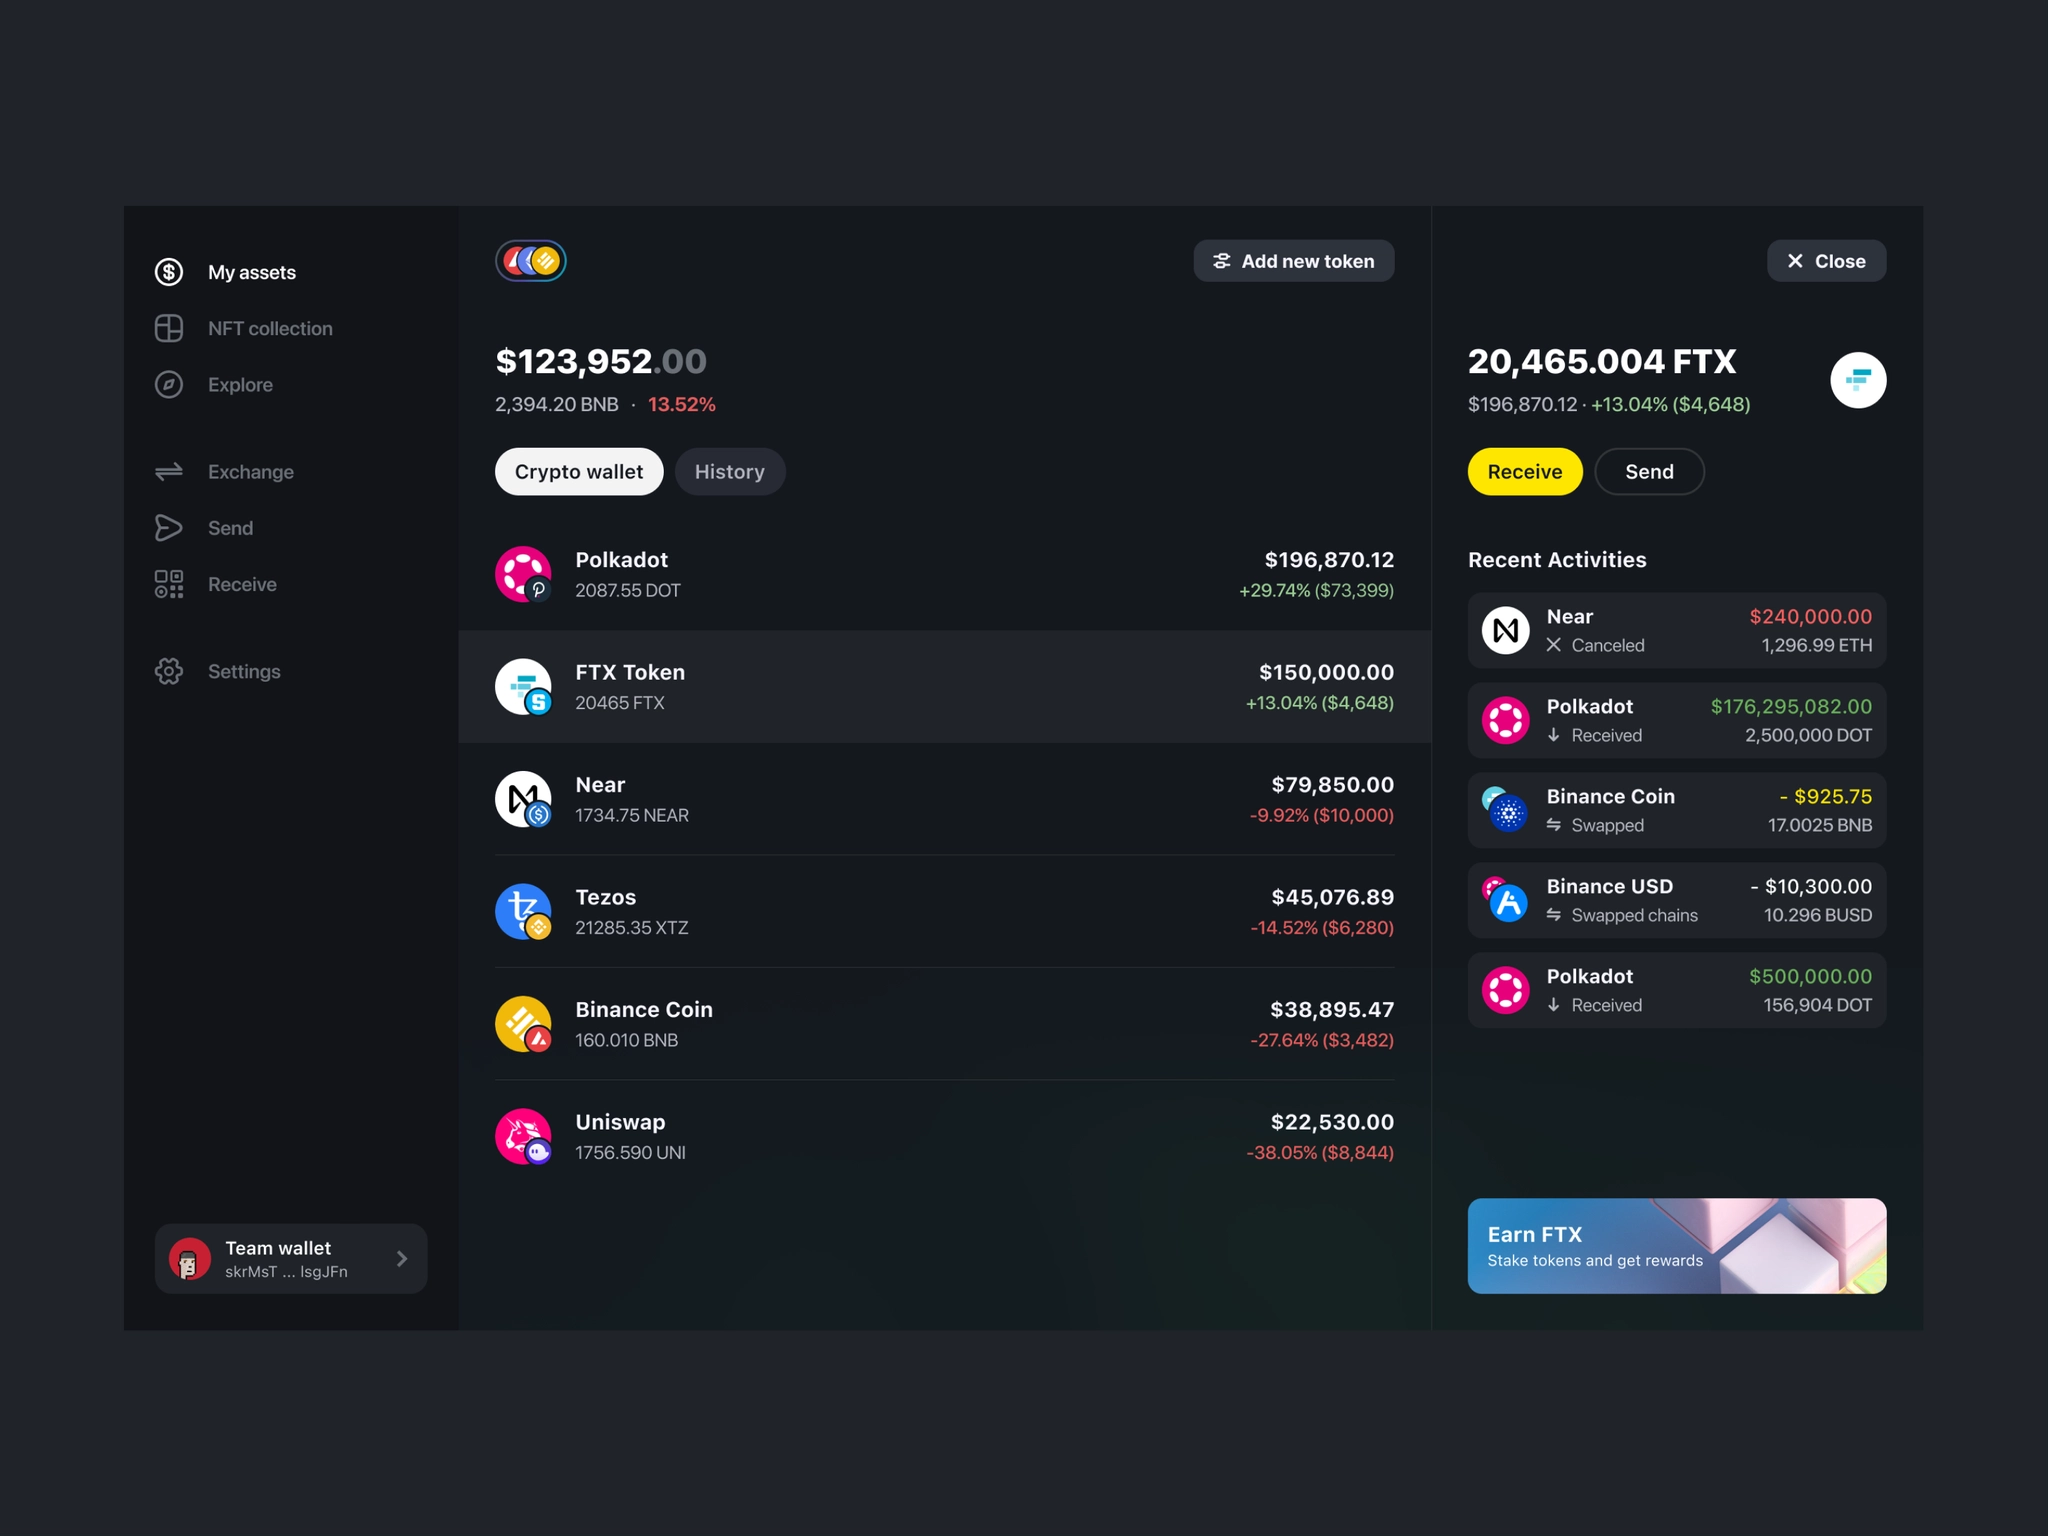 My assets
NFT collection
Explore
Exchange
Send
Receive
Settings
Team wallet
skrMsT ... lsgJFn
Add new token
$123,952.00
2,394.20 BNB · 13.52%
Crypto wallet
History
Polkadot
$196,870.12
2087.55 DOT
+29.74% ($73,399)
FTX Token
$150,000.00
20465 FTX
+13.04% ($4,648)
Near
$79,850.00
1734.75 NEAR
-9.92% ($10,000)
Tezos
$45,076.89
21285.35 XTZ
-14.52% ($6,280)
Binance Coin
$38,895.47
160.010 BNB
-27.64% ($3,482)
Uniswap
$22,530.00
1756.590 UNI
-38.05% ($8,844)
Close
20,465.004 FTX
$196,870.12 · +13.04% ($4,648)
Receive
Send
Recent Activities
Near
$240,000.00
Canceled
1,296.99 ETH
Polkadot
$176,295,082.00
Received
2,500,000 DOT
Binance Coin
- $925.75
Swapped
17.0025 BNB
Binance USD
- $10,300.00
Swapped chains
10.296 BUSD
Polkadot
$500,000.00
Received
156,904 DOT
Earn FTX
Stake tokens and get rewards